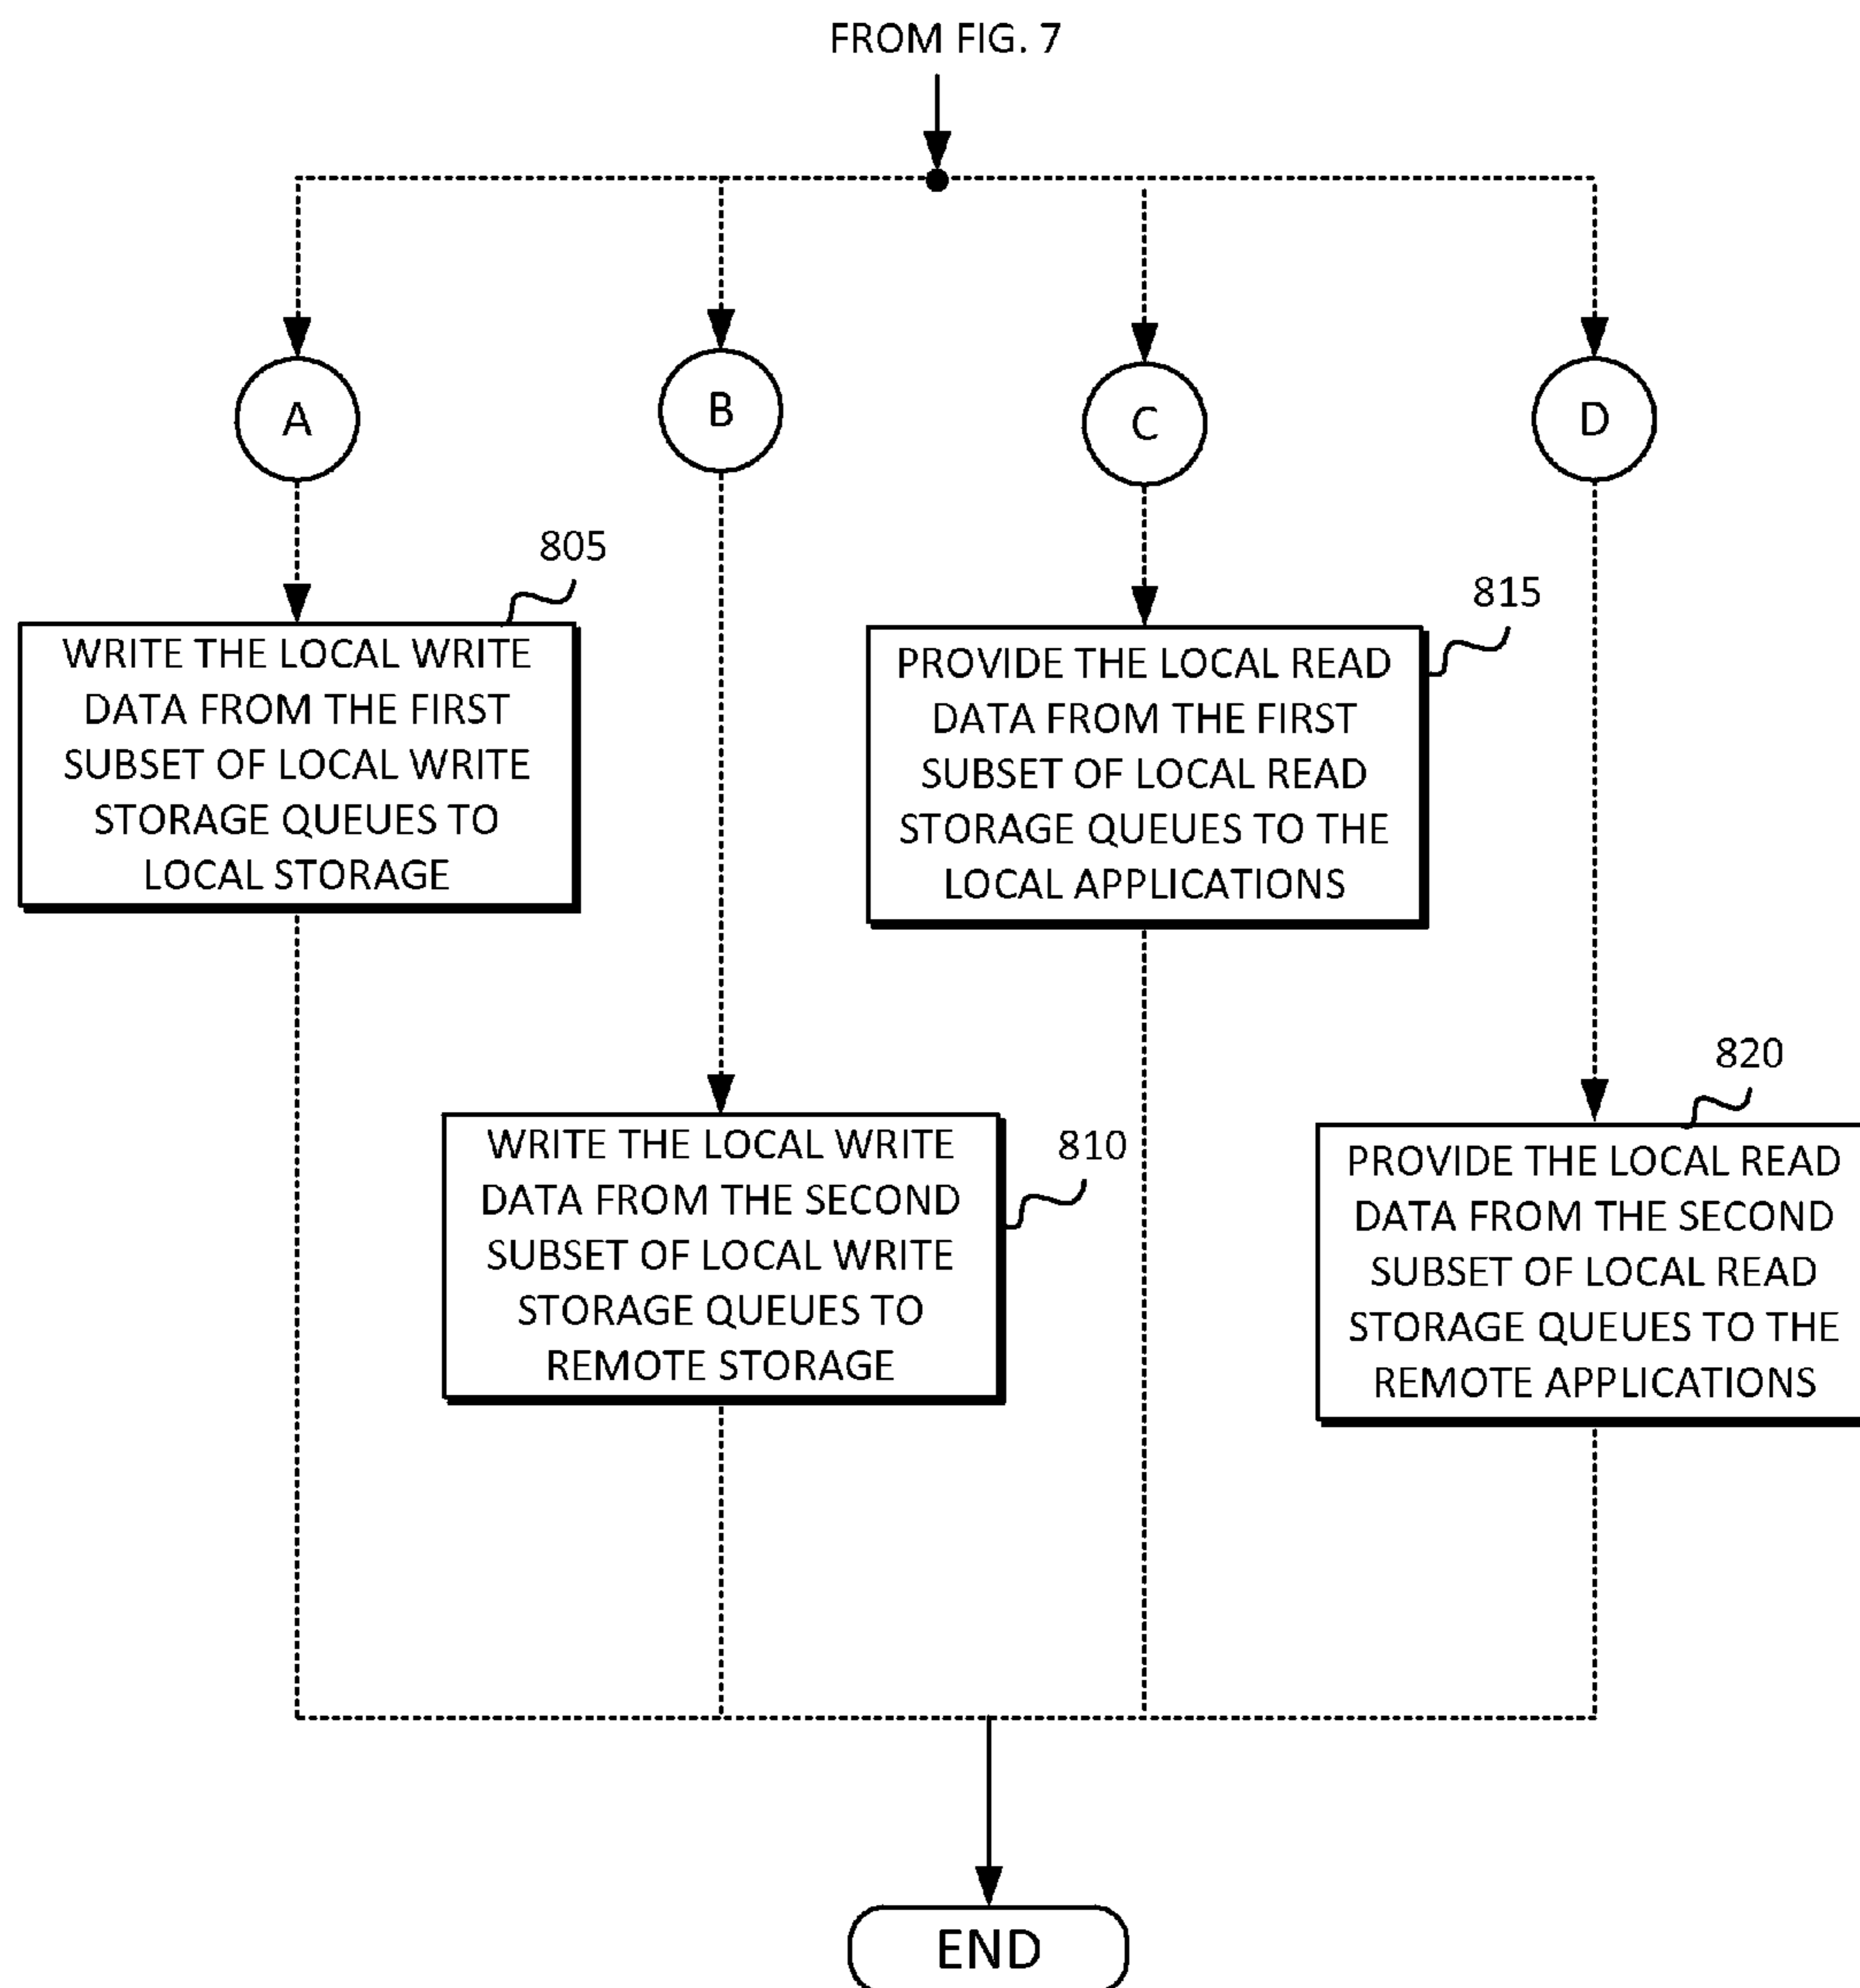 FROM FIG. 7
A
B
C
D
805
WRITE THE LOCAL WRITE
DATA FROM THE FIRST
SUBSET OF LOCAL WRITE
STORAGE QUEUES TO
LOCAL STORAGE
815
PROVIDE THE LOCAL READ
DATA FROM THE FIRST
SUBSET OF LOCAL READ
STORAGE QUEUES TO THE
LOCAL APPLICATIONS
810
WRITE THE LOCAL WRITE
DATA FROM THE SECOND
SUBSET OF LOCAL WRITE
STORAGE QUEUES TO
REMOTE STORAGE
820
PROVIDE THE LOCAL READ
DATA FROM THE SECOND
SUBSET OF LOCAL READ
STORAGE QUEUES TO THE
REMOTE APPLICATIONS
END